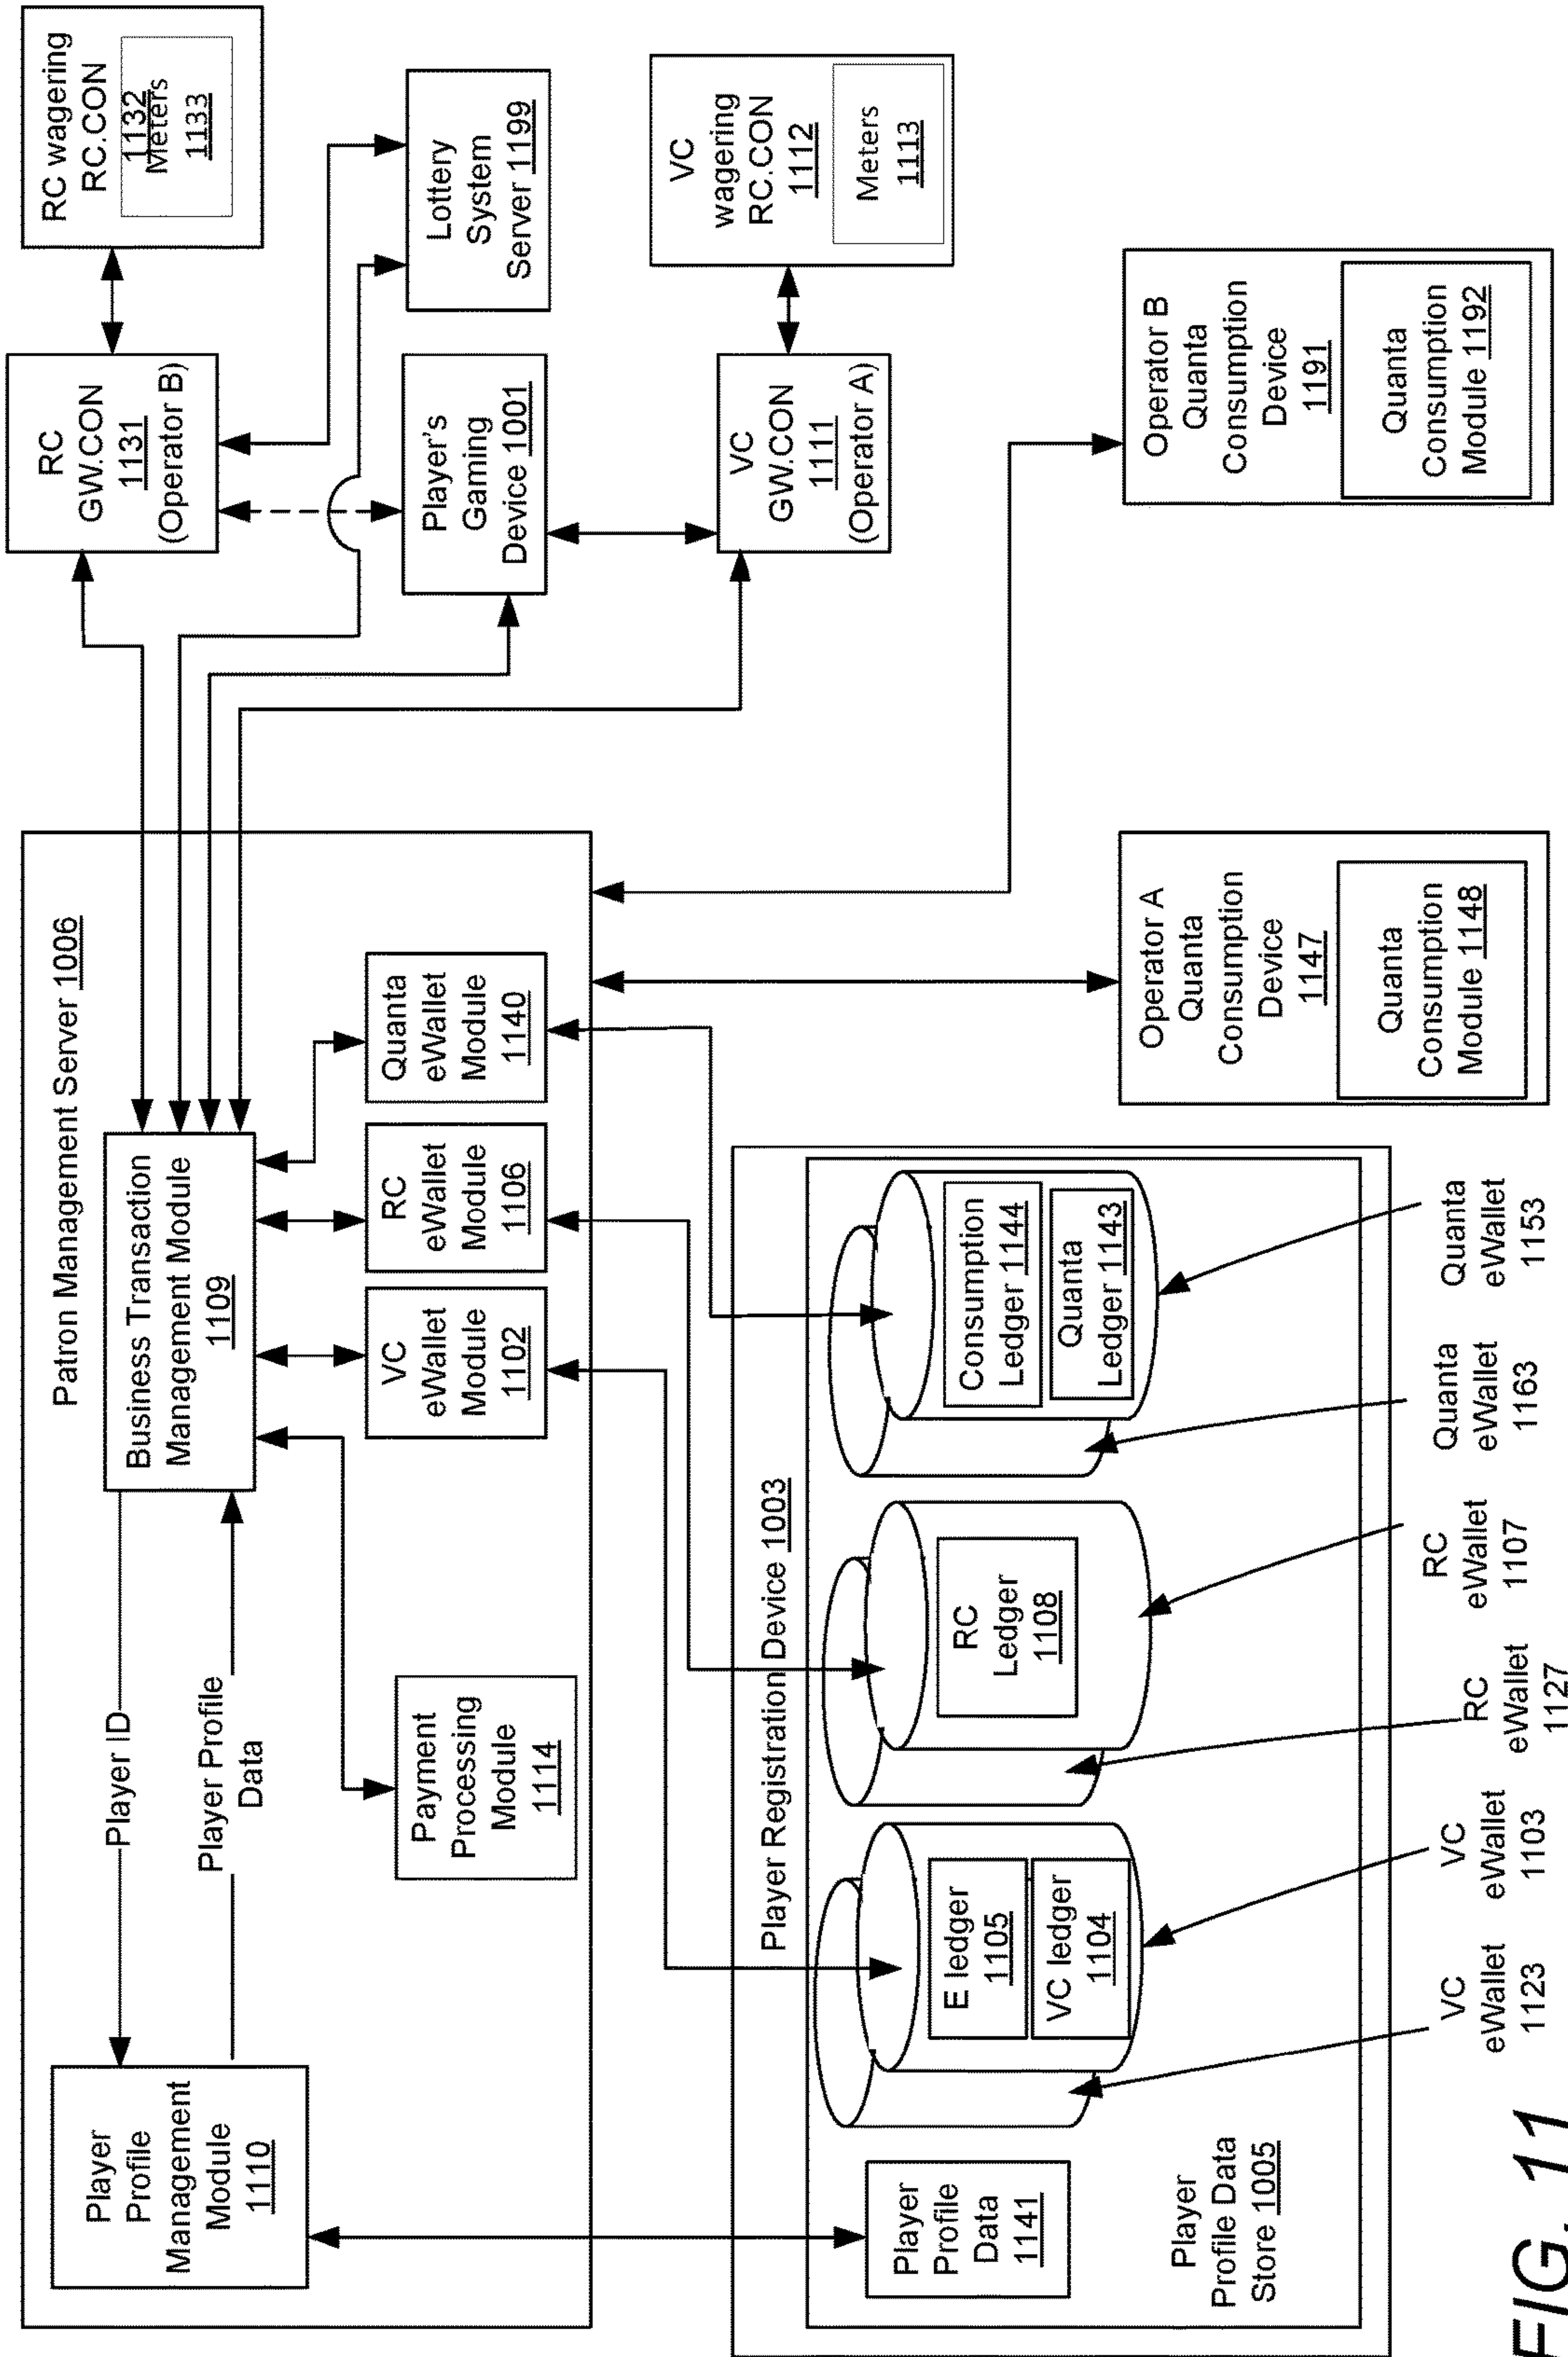 Patron Management Server 1006
Player
Profile
Management
Module
1110
Player ID
Player Profile
Data
Business Transaction
Management Module
1109
Payment
Processing
Module
1114
VC
eWallet
Module
1102
RC
eWallet
Module
1106
Quanta
eWallet
Module
1140
RC
GW.CON
1131
(Operator B)
RC wagering
RC.CON
1132
Meters
1133
Player's
Gaming
Device 1001
Lottery
System
Server 1199
VC
GW.CON
1111
(Operator A)
VC
wagering
RC.CON
1112
Meters
1113
Player Registration Device 1003
Player
Profile
Data
1141
Player
Profile Data
Store 1005
E ledger
1105
VC ledger
1104
RC
Ledger
1108
Consumption
Ledger 1144
Quanta
Ledger 1143
VC
eWallet
1123
VC
eWallet
1103
RC
eWallet
1127
RC
eWallet
1107
Quanta
eWallet
1163
Quanta
eWallet
1153
Operator A
Quanta
Consumption
Device
1147
Quanta
Consumption
Module 1148
Operator B
Quanta
Consumption
Device
1191
Quanta
Consumption
Module 1192
FIG. 11